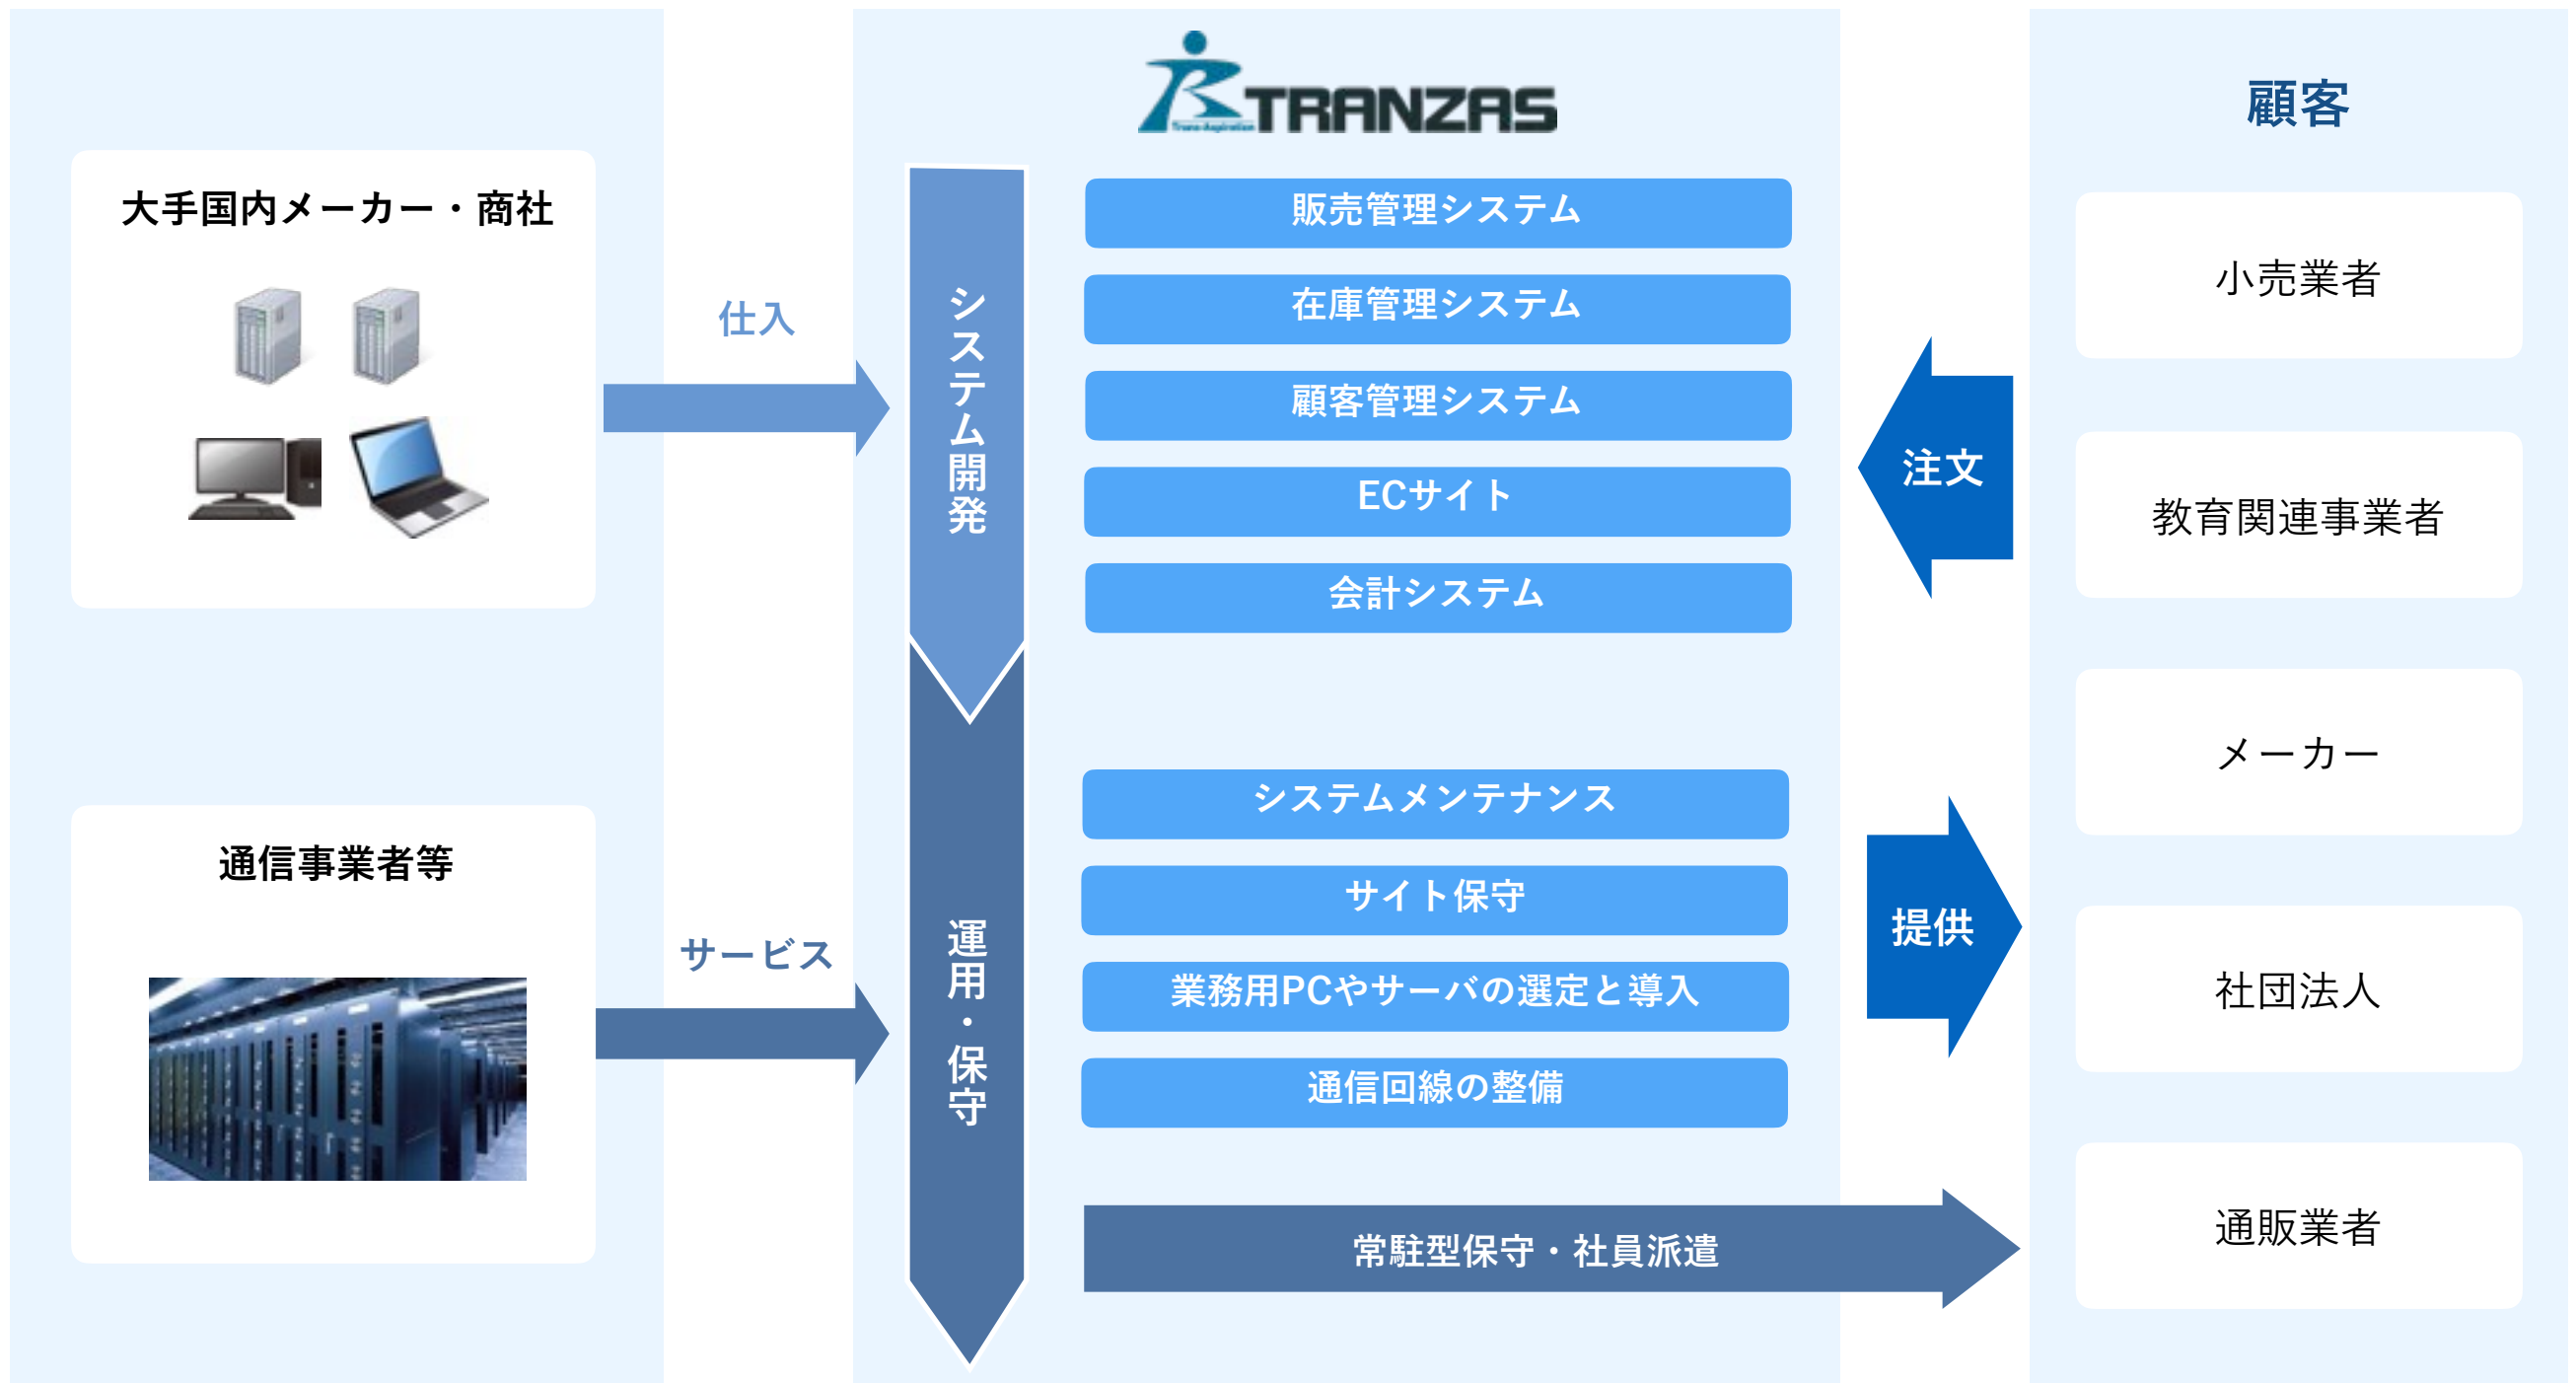 大手国内メーカー・商社
通信事業者等
仕入
サービス
TRANZAS
Trans-Aspiration
システム開発
販売管理システム
在庫管理システム
顧客管理システム
ECサイト
会計システム
運用・保守
システムメンテナンス
サイト保守
業務用PCやサーバの選定と導入
通信回線の整備
常駐型保守・社員派遣
注文
提供
顧客
小売業者
教育関連事業者
メーカー
社団法人
通販業者